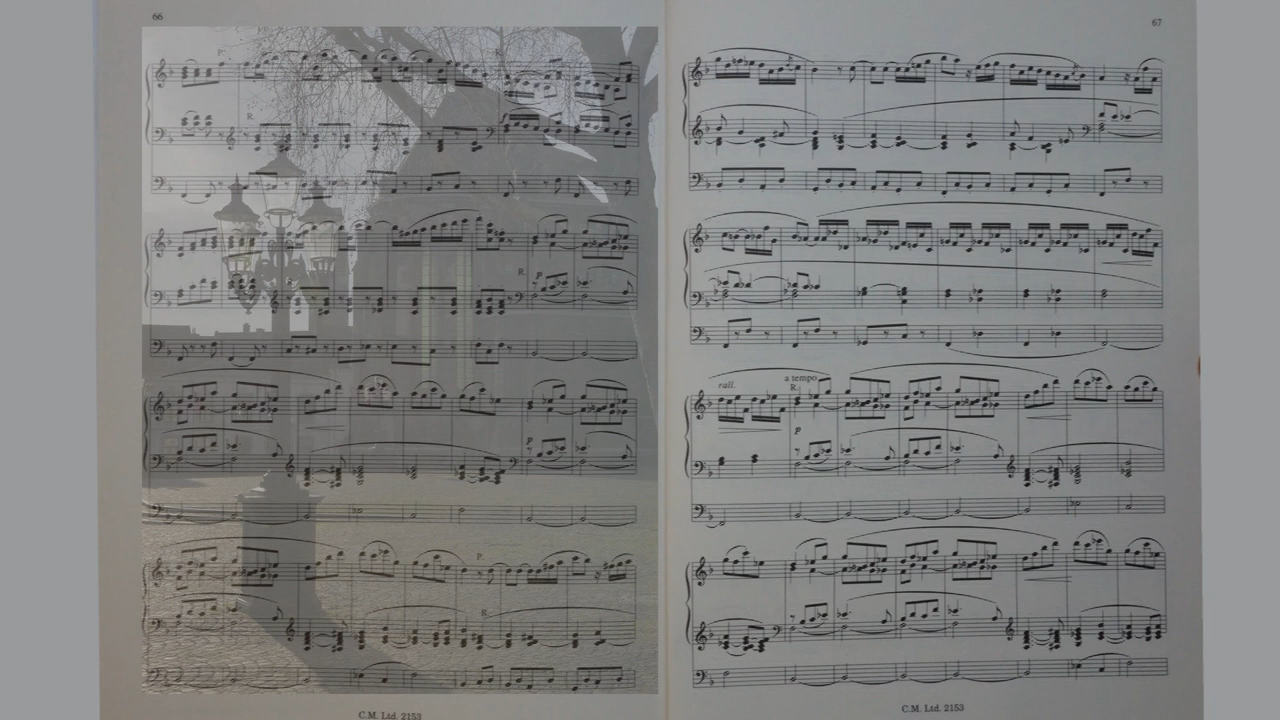 66
P.
R.
R.
R.
p
p
P.
R.
C.M. Ltd. 2153
67
rall.
a tempo
R.
p
C.M. Ltd. 2153